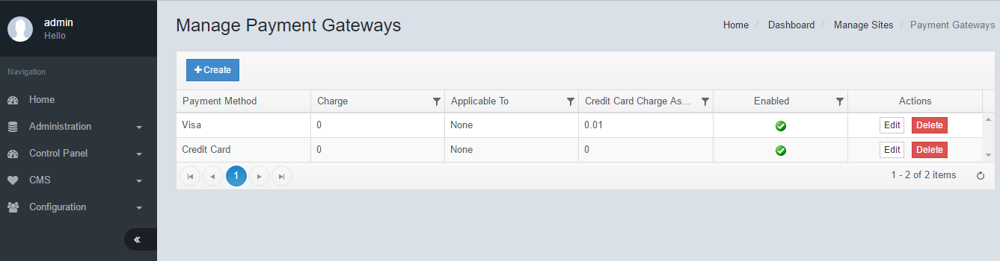 admin
Hello
Navigation
Home
Administration
Control Panel
CMS
Configuration
Manage Payment Gateways
Home / Dashboard / Manage Sites / Payment Gateways
Create
Payment Method Charge Applicable To Credit Card Charge As... Enabled Actions
Visa 0 None 0.01 Edit Delete
Credit Card 0 None 0 Edit Delete
1 1 - 2 of 2 items